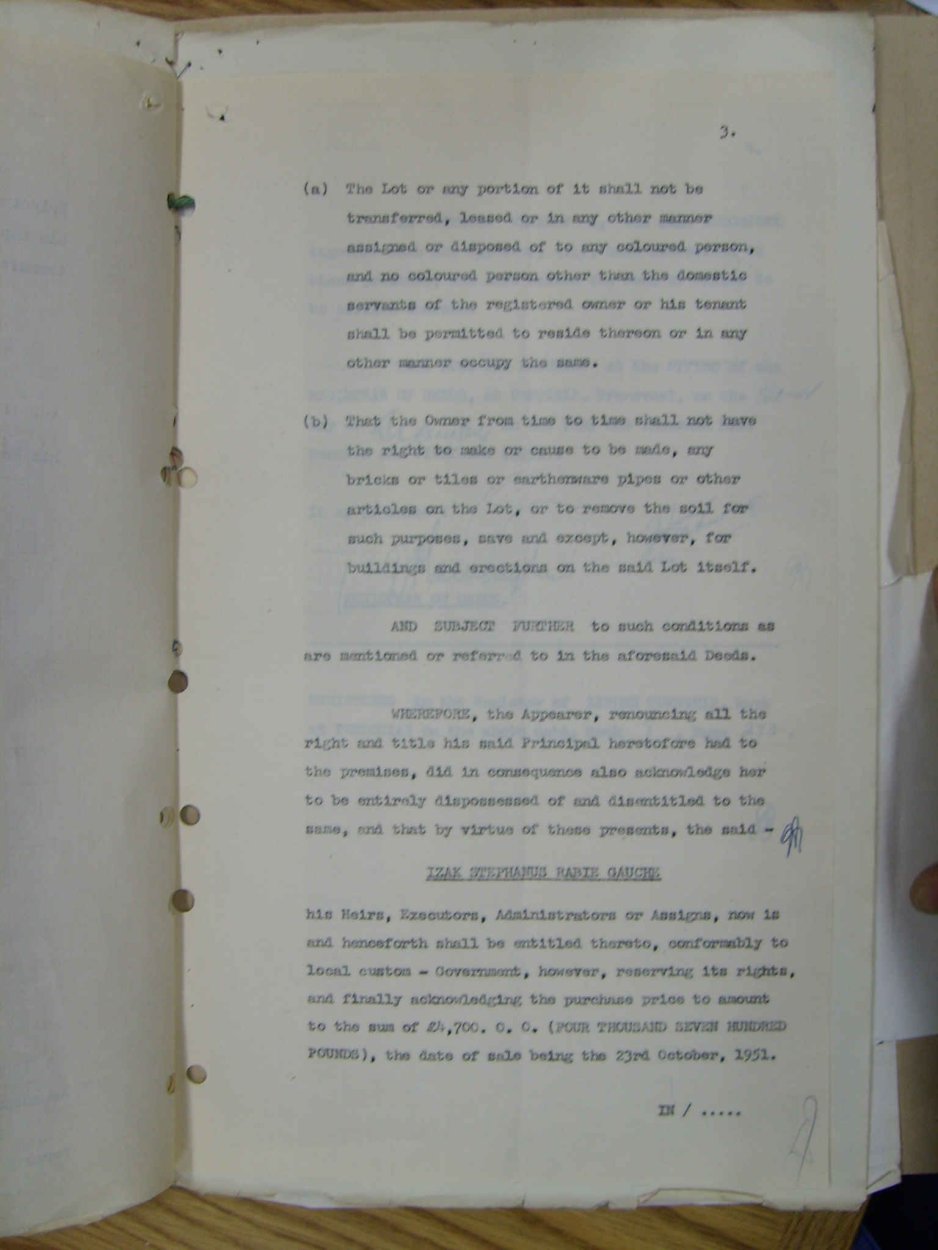 3.
(a) The Lot or any portion of it shall not be
transferred, leased or in any other manner
assigned or disposed of to any coloured person,
and no coloured person other than the domestic
servants of the registered owner or his tenant
shall be permitted to reside thereon or in any
other manner occupy the same.
(b) That the Owner from time to time shall not have
the right to make or cause to be made, any
bricks or tiles or earthenware pipes or other
articles on the Lot, or to remove the soil for
such purposes, save and except, however, for
buildings and erections on the said Lot itself.
AND SUBJECT FURTHER to such conditions as
are mentioned or referred to in the aforesaid Deeds.
WHEREFORE, the Appearer, renouncing all the
right and title his said Principal heretofore had to
the premises, did in consequence also acknowledge her
to be entirely dispossessed of and disentitled to the
same, and that by virtue of these presents, the said -
IZAK STEPHANUS RABIE GAUCHE
his Heirs, Executors, Administrators or Assigns, now is
and henceforth shall be entitled thereto, conformably to
local custom - Government, however, reserving its rights,
and finally acknowledging the purchase price to amount
to the sum of £4,700. 0. 0. (FOUR THOUSAND SEVEN HUNDRED
POUNDS), the date of sale being the 23rd October, 1951.
IN / .....